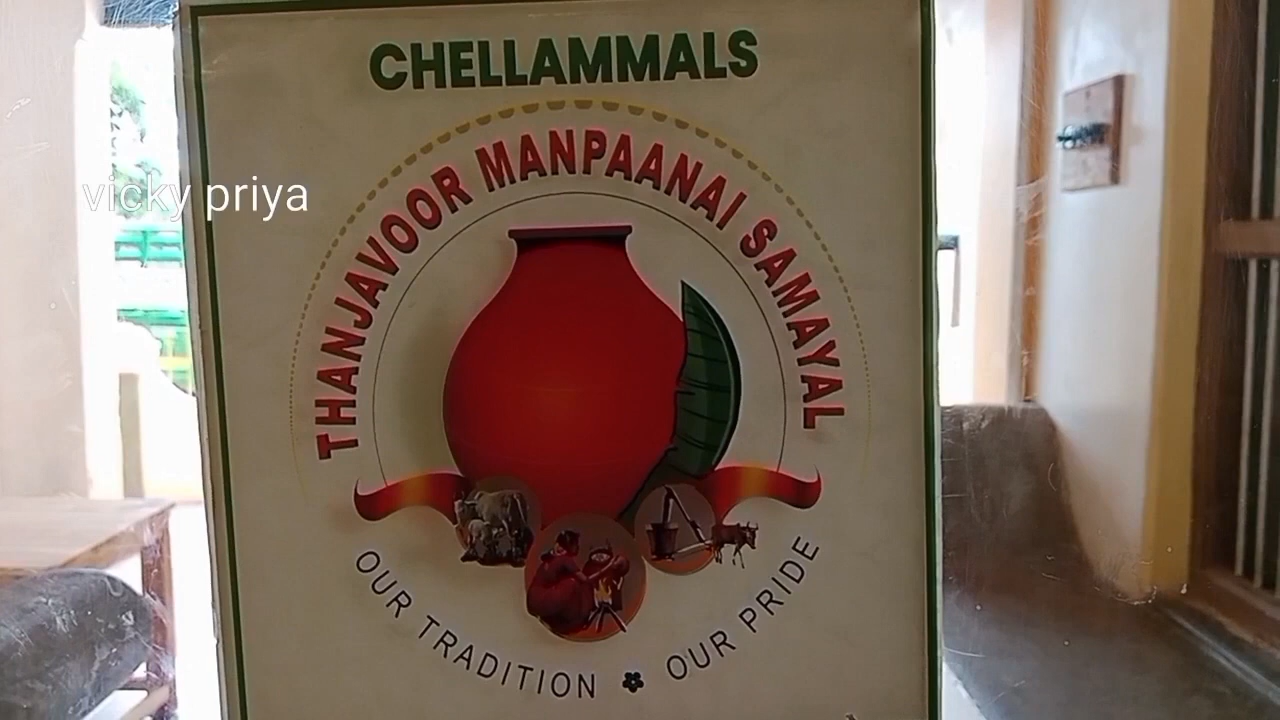 CHELLAMMALS
THANJAVOOR MANPAANAI SAMAYAL
vicky priya
OUR TRADITION OUR PRIDE